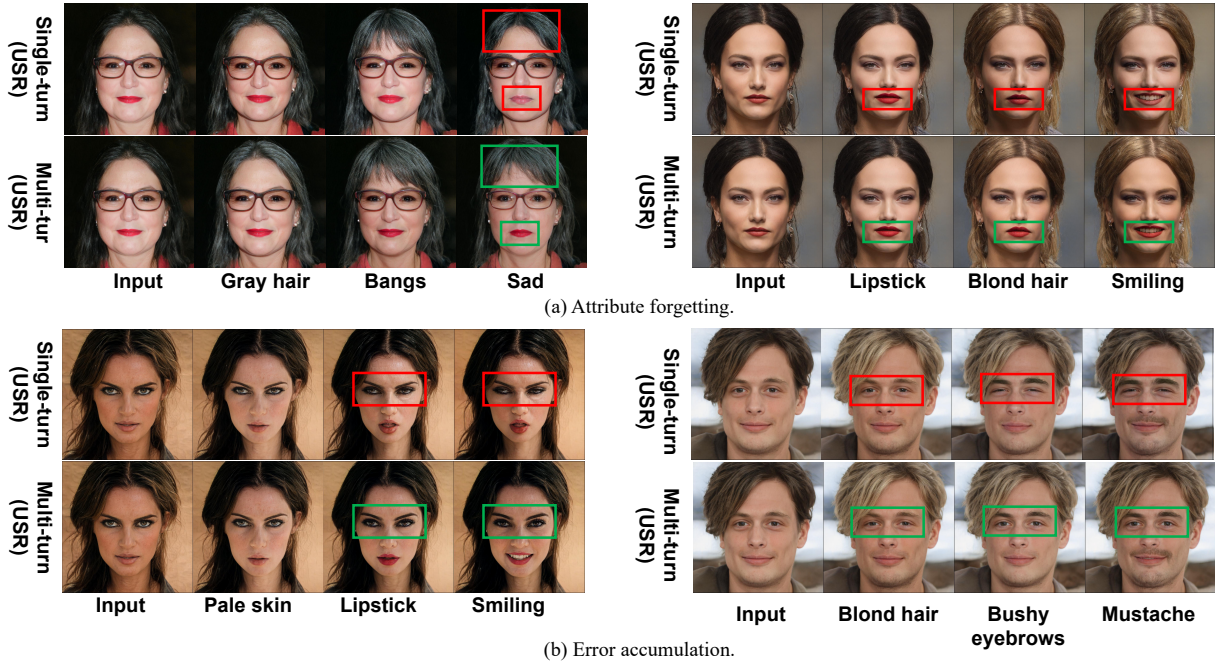 Single-turn
(USR)
Single-turn
(USR)
Multi-tur
(USR)
Multi-turn
(USR)
Input Gray hair Bangs Sad
Input Lipstick Blond hair Smiling
(a) Attribute forgetting.
Single-turn
(USR)
Single-turn
(USR)
Multi-turn
(USR)
Multi-turn
(USR)
Input Pale skin Lipstick Smiling
Input Blond hair Bushy
eyebrows Mustache
(b) Error accumulation.